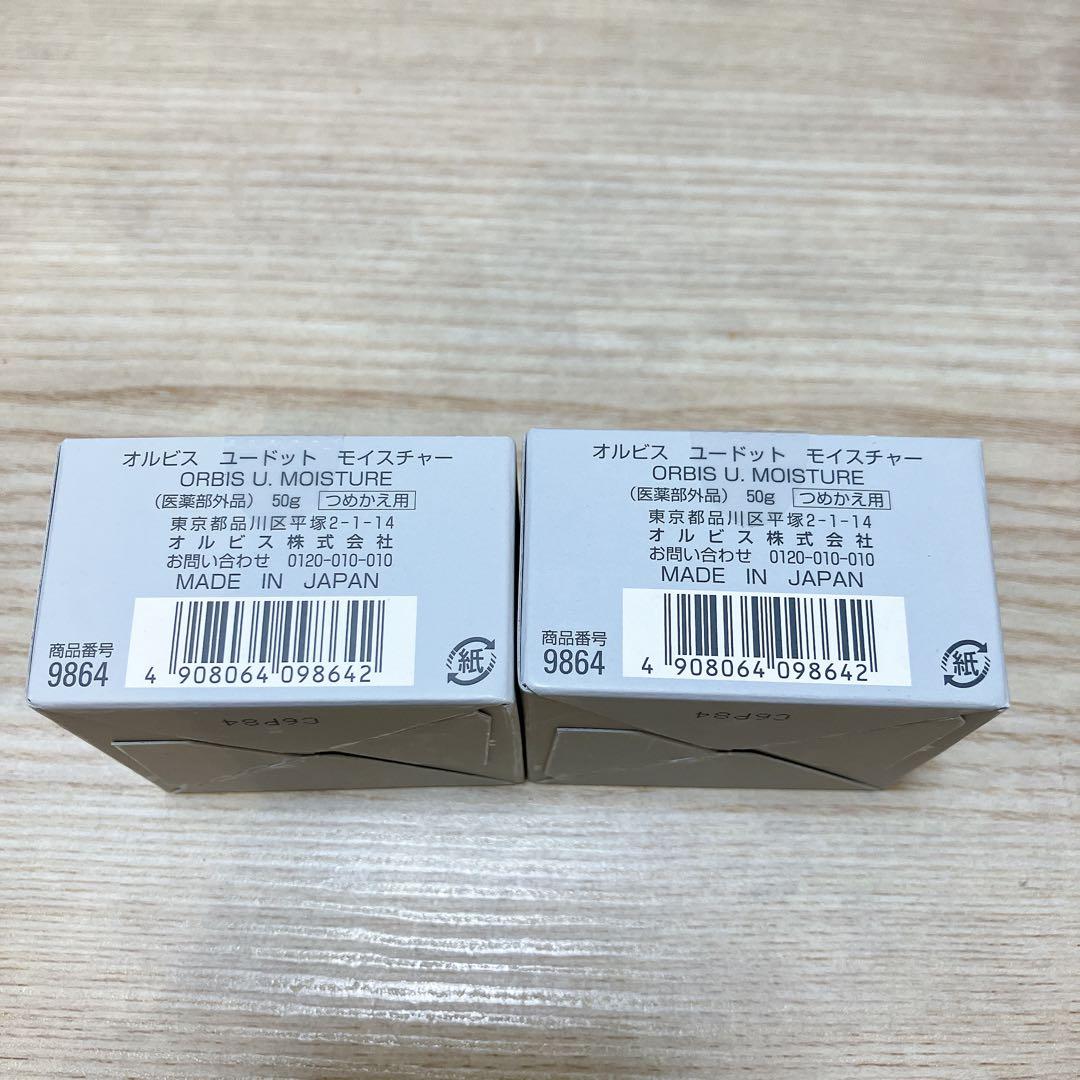 オルビス ユードット モイスチャー
ORBIS U. MOISTURE
(医薬部外品) 50g つめかえ用
東京都品川区平塚2-1-14
オルビス株式会社
お問い合わせ 0120-010-010
MADE IN JAPAN
商品番号
9864
4 908064 098642
紙
C6P84
オルビス ユードット モイスチャー
ORBIS U. MOISTURE
(医薬部外品) 50g つめかえ用
東京都品川区平塚2-1-14
オルビス株式会社
お問い合わせ 0120-010-010
MADE IN JAPAN
商品番号
9864
4 908064 098642
紙
C6P84